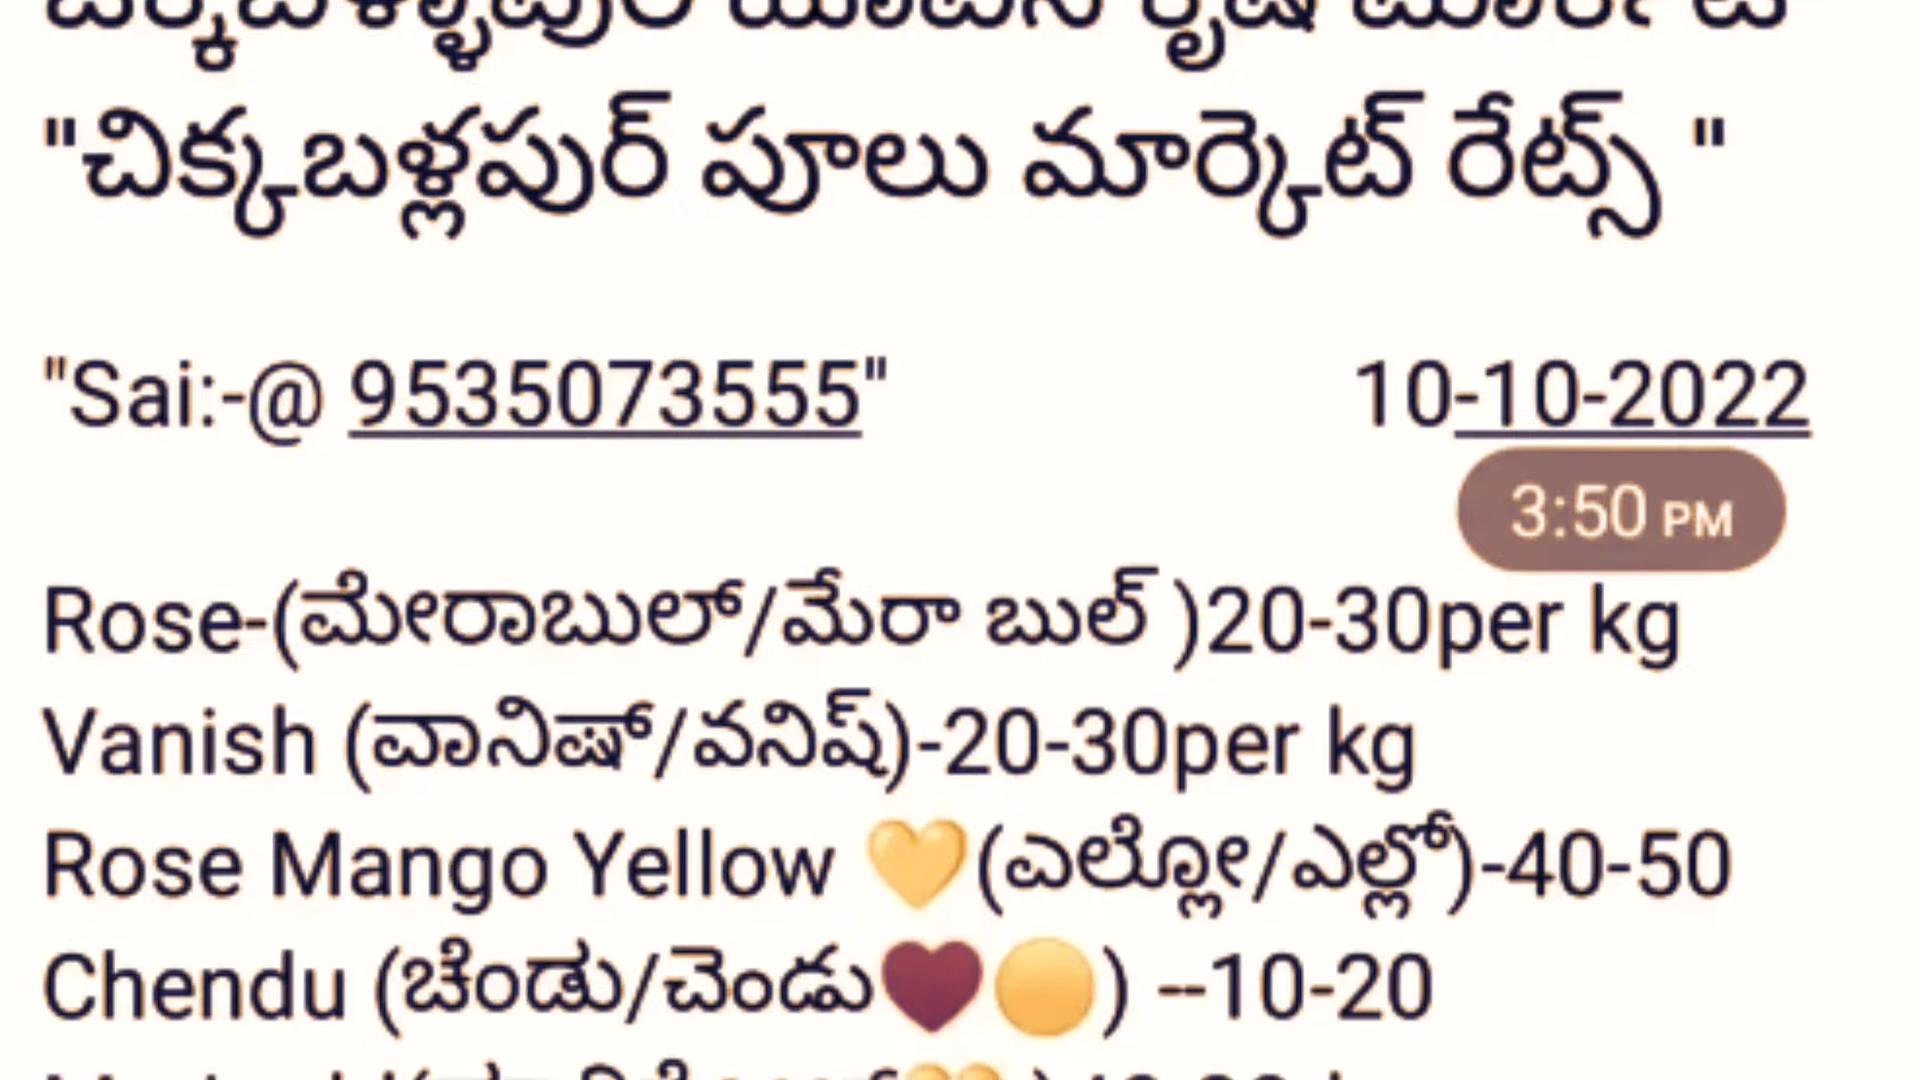 "చిక్కబళ్లపుర్ పూలు మార్కెట్ రేట్స్ "
"Sai:-@ 9535073555" 10-10-2022
3:50 PM
Rose-(ಮೇರಾಬುಲ್/మేరా బుల్ )20-30per kg
Vanish (ವಾನಿಷ್/వనిష్)-20-30per kg
Rose Mango Yellow 💛(ಎಲ್ಲೋ/ఎల్లో)-40-50
Chendu (ಚೆಂಡು/చెండు❤️🟡) --10-20